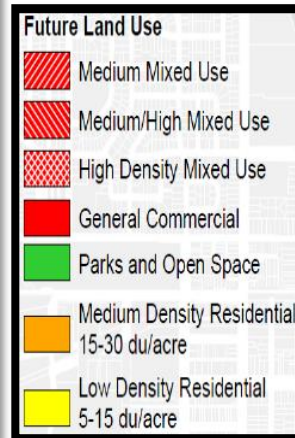 Future Land Use
Medium Mixed Use
Medium/High Mixed Use
High Density Mixed Use
General Commercial
Parks and Open Space
Medium Density Residential
15-30 du/acre
Low Density Residential
5-15 du/acre